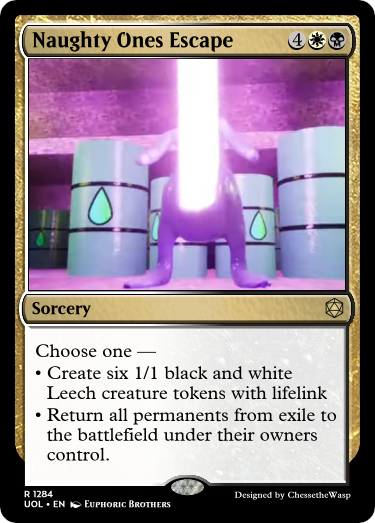 Naughty Ones Escape 4
Sorcery
Choose one —
• Create six 1/1 black and white
Leech creature tokens with lifelink
• Return all permanents from exile to
the battlefield under their owners
control.
R 1284
UOL • EN Euphoric Brothers
Designed by ChessetheWasp